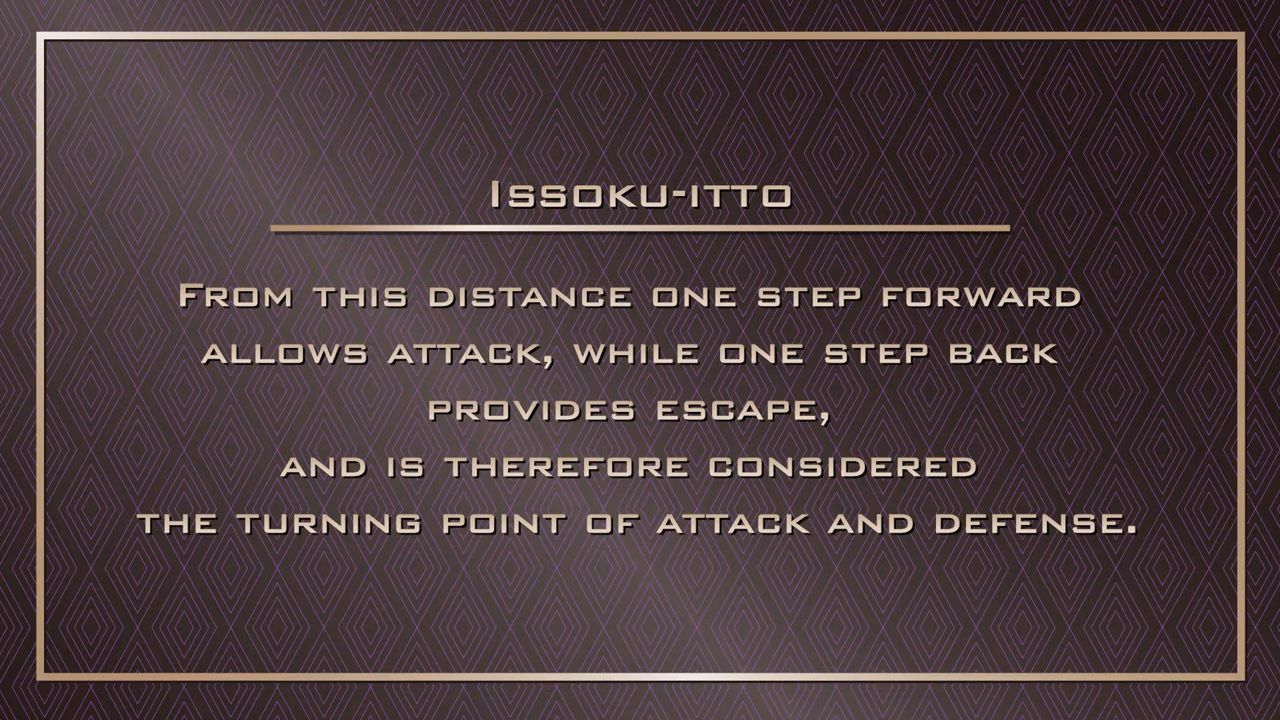 Issoku-itto
From this distance one step forward
allows attack, while one step back
provides escape,
and is therefore considered
the turning point of attack and defense.